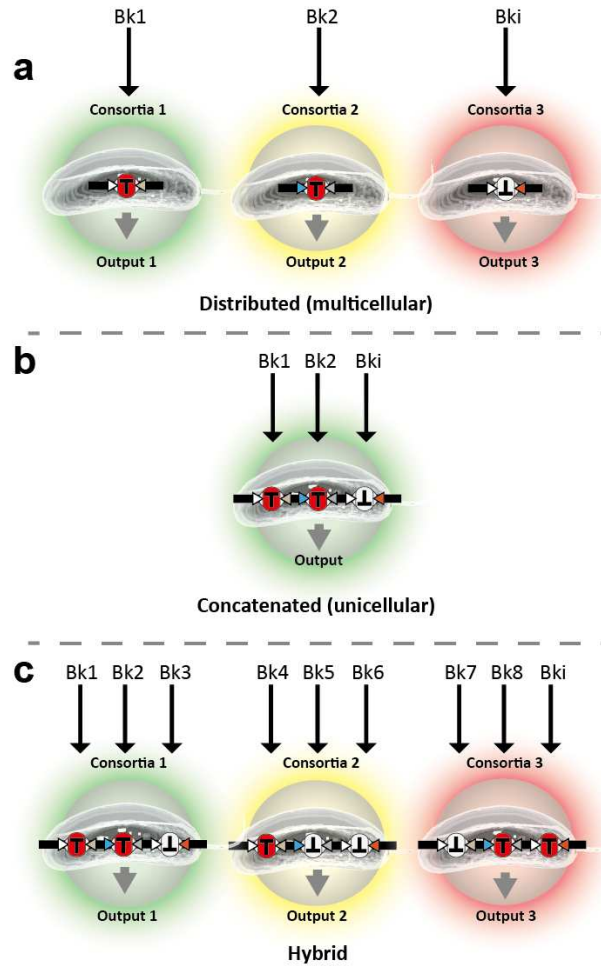 Bk1 Bk2 Bki
a
Consortia 1 Consortia 2 Consortia 3
T T T
Output 1 Output 2 Output 3
Distributed (multicellular)
b
Bk1 Bk2 Bki
T T T
Output
Concatenated (unicellular)
c
Bk1 Bk2 Bk3 Bk4 Bk5 Bk6 Bk7 Bk8 Bki
Consortia 1 Consortia 2 Consortia 3
T T T T T T T T T
Output 1 Output 2 Output 3
Hybrid